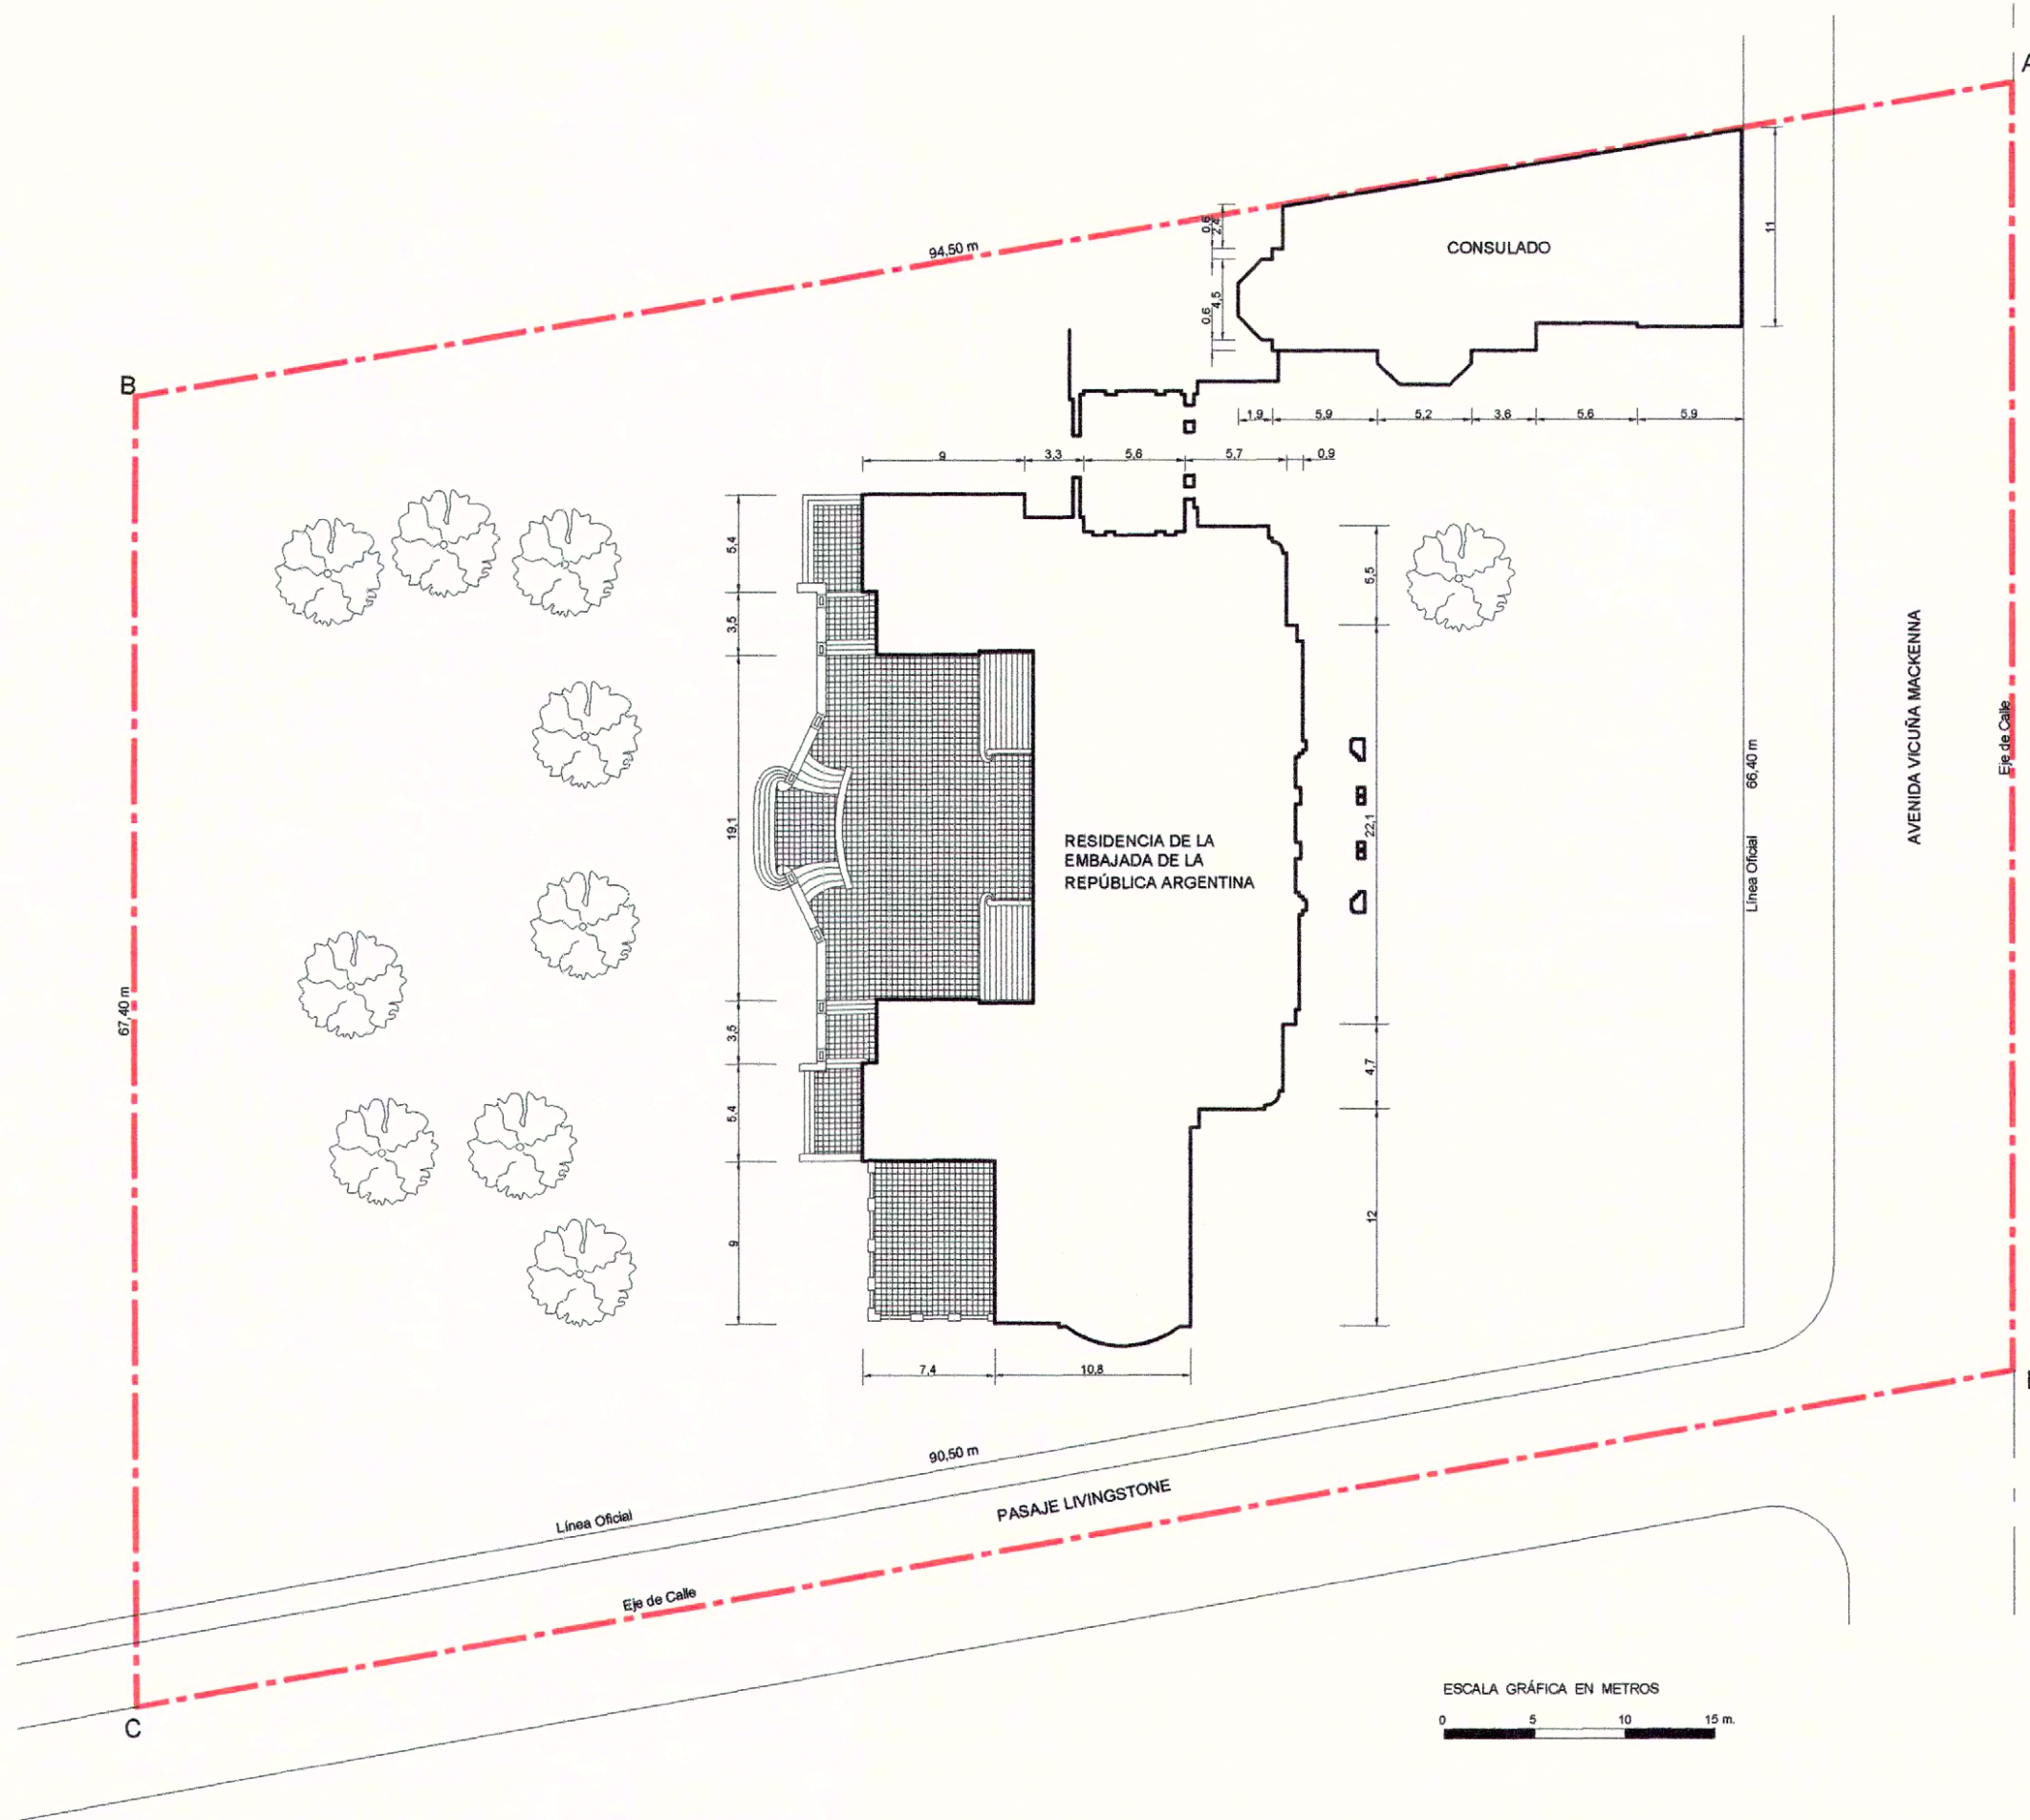 A
94,50 m
B
CONSULADO
0,6
2,4
4,5
0,6
11
1,9
5,9
5,2
3,6
5,6
5,9
9
3,3
5,6
5,7
0,9
5,4
3,5
19,1
3,5
5,4
9
5,5
22,1
4,7
12
RESIDENCIA DE LA
EMBAJADA DE LA
REPÚBLICA ARGENTINA
67,40 m
66,40 m
Línea Oficial
AVENIDA VICUÑA MACKENNA
Eje de Calle
7,4
10,8
90,50 m
Línea Oficial
PASAJE LIVINGSTONE
Eje de Calle
C
ESCALA GRÁFICA EN METROS
0 5 10 15 m.